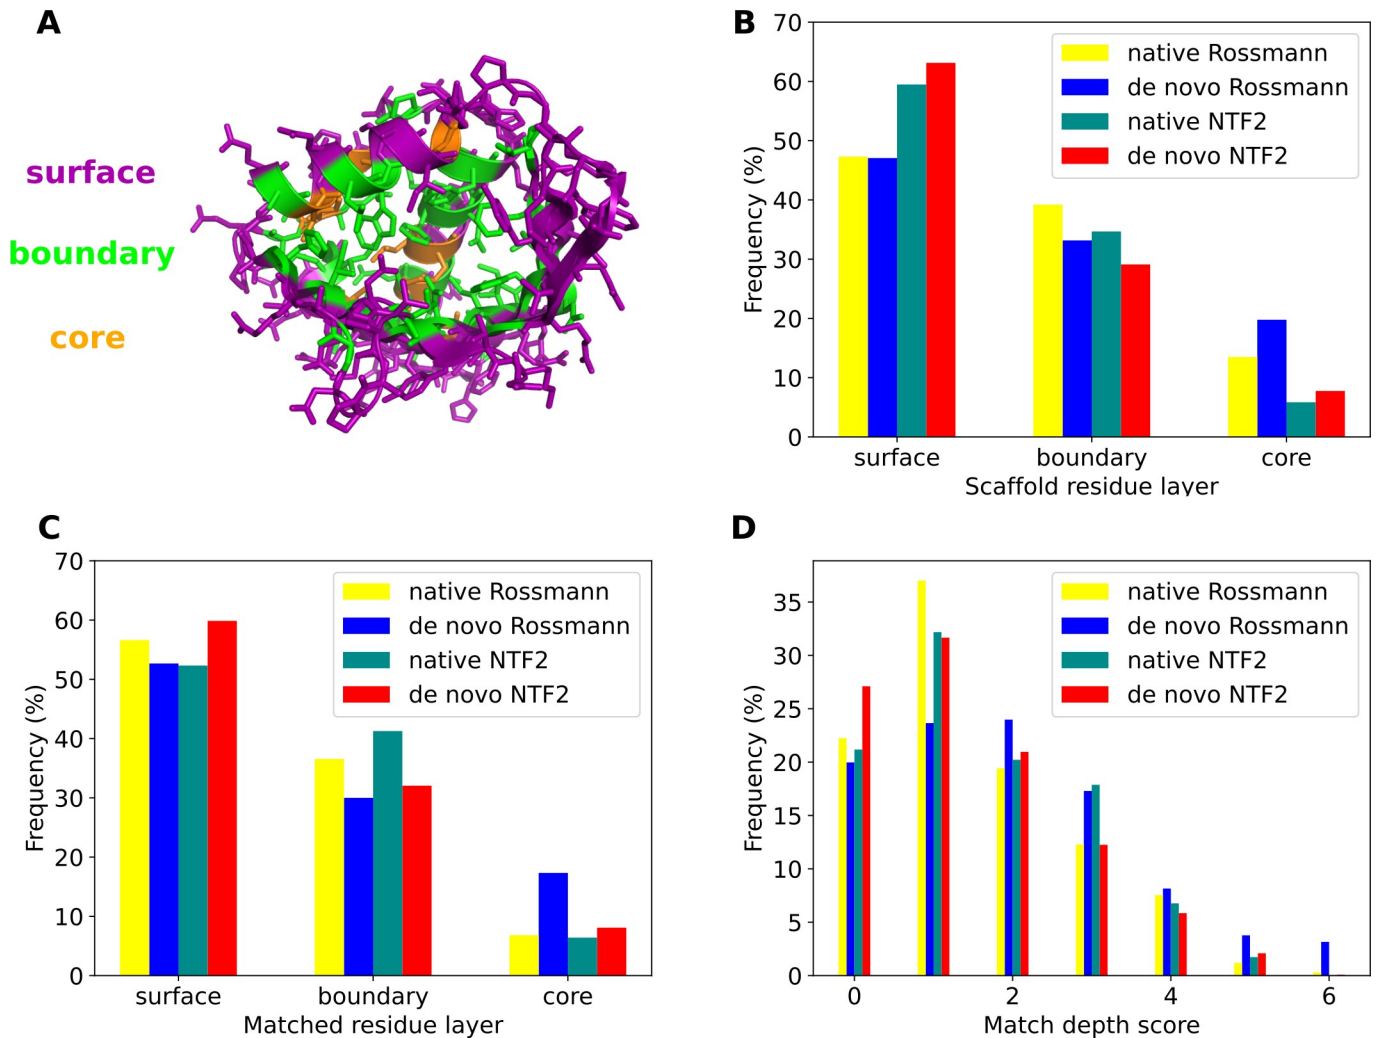 A
surface
boundary
core
B
70
60
50
40
30
20
10
0
Frequency (%)
native Rossmann
de novo Rossmann
native NTF2
de novo NTF2
surface boundary core
Scaffold residue layer
C
70
60
50
40
30
20
10
0
Frequency (%)
native Rossmann
de novo Rossmann
native NTF2
de novo NTF2
surface boundary core
Matched residue layer
D
35
30
25
20
15
10
5
0
Frequency (%)
native Rossmann
de novo Rossmann
native NTF2
de novo NTF2
0 2 4 6
Match depth score